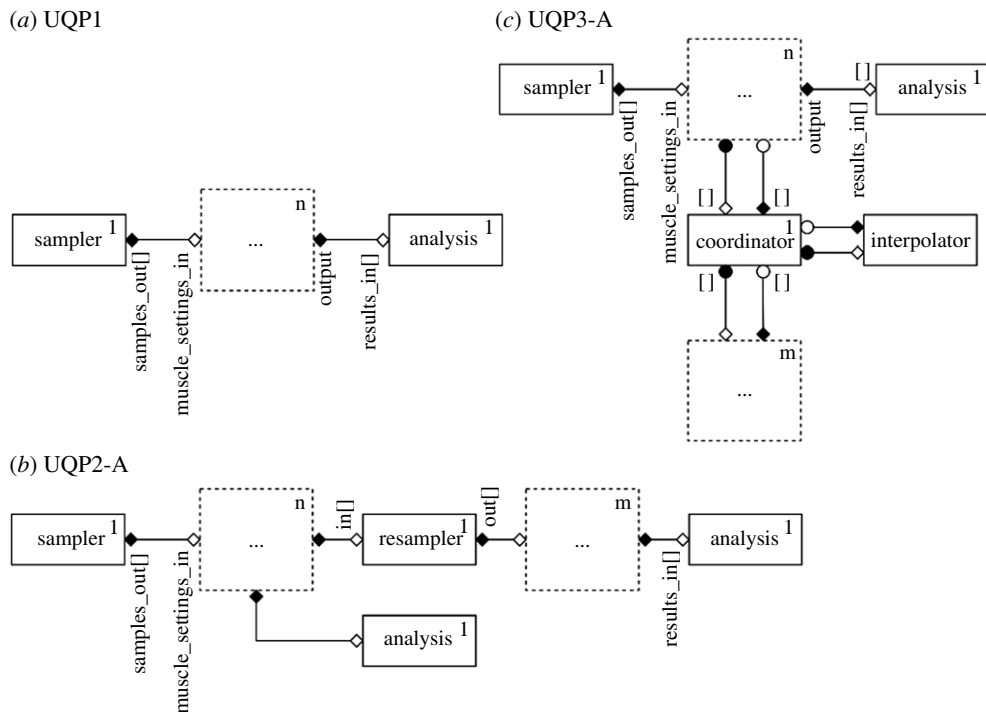 (a) UQP1
sampler 1
samples_out[]
muscle_settings_in
n
...
output
results_in[]
analysis 1
(b) UQP2-A
sampler 1
samples_out[]
muscle_settings_in
n
...
in[]
resampler 1
out[]
m
...
results_in[]
analysis 1
analysis 1
(c) UQP3-A
sampler 1
samples_out[]
muscle_settings_in
n
...
output
[]
results_in[]
analysis 1
[]
[]
coordinator 1
interpolator
[]
[]
m
...